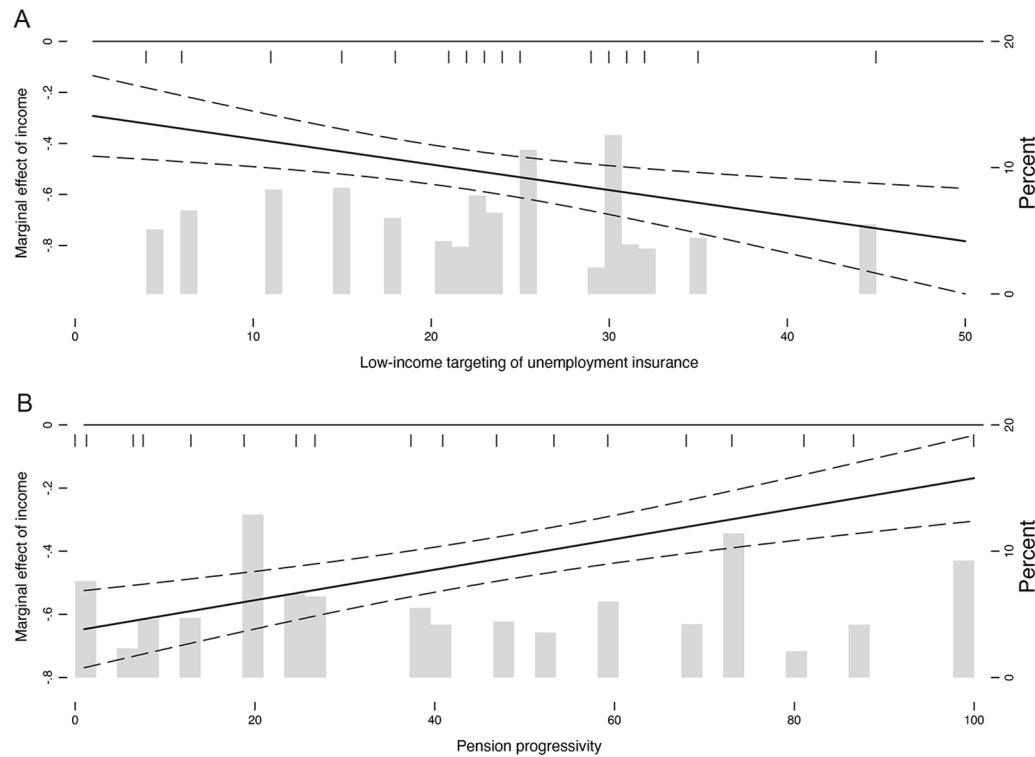 A
0
-.2
-.4
-.6
-.8
Marginal effect of income
20
10
0
Percent
0 10 20 30 40 50
Low-income targeting of unemployment insurance
B
0
-.2
-.4
-.6
-.8
Marginal effect of income
20
10
0
Percent
0 20 40 60 80 100
Pension progressivity